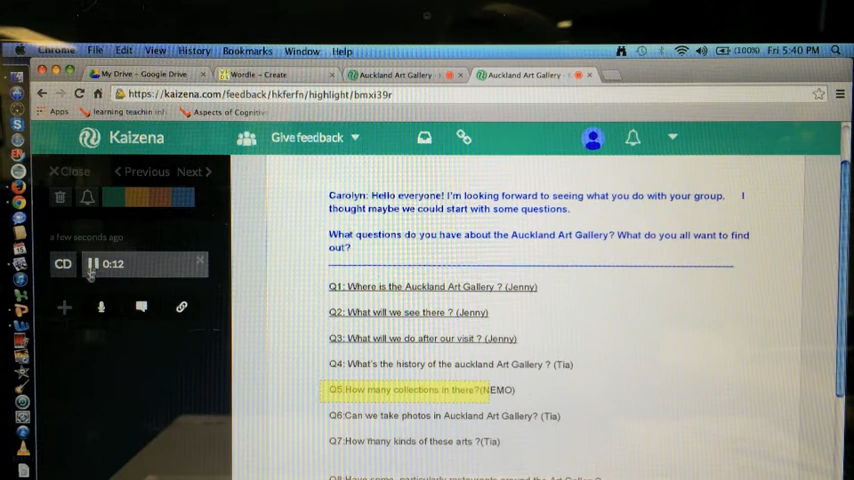 Chrome File Edit View History Bookmarks Window Help (100%) Fri 5:40 PM
My Drive - Google Drive Wordle - Create Auckland Art Gallery - Auckland Art Gallery -
https://kaizena.com/feedback/hkferfn/highlight/bmxi39r
Apps learning teachin inf Aspects of Cognitiv
Kaizena Give feedback
Close Previous Next
a few seconds ago
CD 0:12
Carolyn: Hello everyone! I'm looking forward to seeing what you do with your group. I
thought maybe we could start with some questions.
What questions do you have about the Auckland Art Gallery? What do you all want to find
out?
Q1: Where is the Auckland Art Gallery ? (Jenny)
Q2: What will we see there ? (Jenny)
Q3: What will we do after our visit ? (Jenny)
Q4: What's the history of the auckland Art Gallery ? (Tia)
Q5:How many collections in there?(NEMO)
Q6:Can we take photos in Auckland Art Gallery? (Tia)
Q7:How many kinds of these arts ?(Tia)